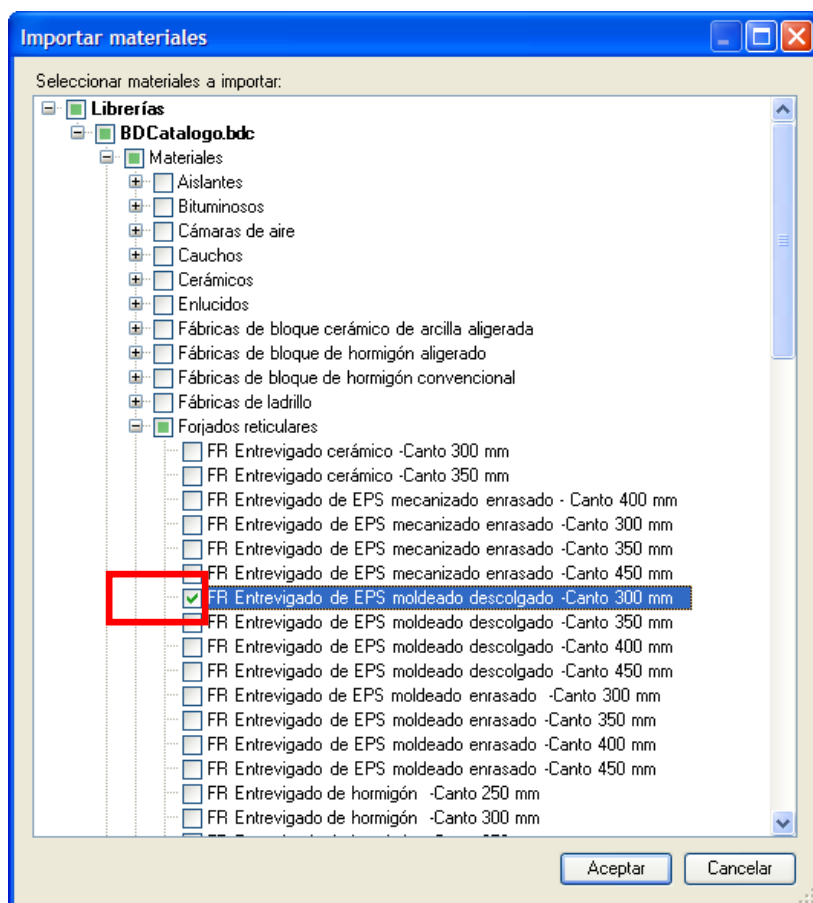 Importar materiales
Seleccionar materiales a importar:
Librerías
BDCatalogo.bdc
Materiales
Aislantes
Bituminosos
Cámaras de aire
Cauchos
Cerámicos
Enlucidos
Fábricas de bloque cerámico de arcilla aligerada
Fábricas de bloque de hormigón aligerado
Fábricas de bloque de hormigón convencional
Fábricas de ladrillo
Forjados reticulares
FR Entrevigado cerámico -Canto 300 mm
FR Entrevigado cerámico -Canto 350 mm
FR Entrevigado de EPS mecanizado enrasado - Canto 400 mm
FR Entrevigado de EPS mecanizado enrasado -Canto 300 mm
FR Entrevigado de EPS mecanizado enrasado -Canto 350 mm
FR Entrevigado de EPS mecanizado enrasado -Canto 450 mm
FR Entrevigado de EPS moldeado descolgado -Canto 300 mm
FR Entrevigado de EPS moldeado descolgado -Canto 350 mm
FR Entrevigado de EPS moldeado descolgado -Canto 400 mm
FR Entrevigado de EPS moldeado descolgado -Canto 450 mm
FR Entrevigado de EPS moldeado enrasado -Canto 300 mm
FR Entrevigado de EPS moldeado enrasado -Canto 350 mm
FR Entrevigado de EPS moldeado enrasado -Canto 400 mm
FR Entrevigado de EPS moldeado enrasado -Canto 450 mm
FR Entrevigado de hormigón -Canto 250 mm
FR Entrevigado de hormigón -Canto 300 mm
Aceptar Cancelar